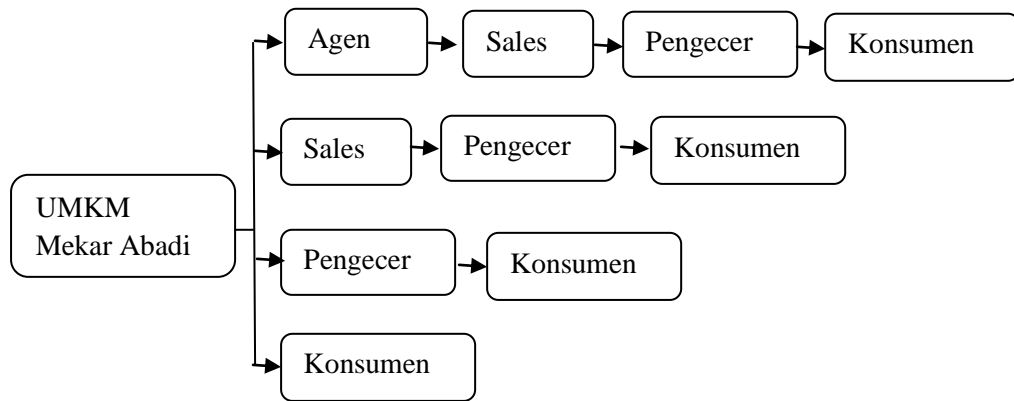 Agen
Sales
Pengecer
Konsumen
Sales
Pengecer
Konsumen
UMKM
Mekar Abadi
Pengecer
Konsumen
Konsumen